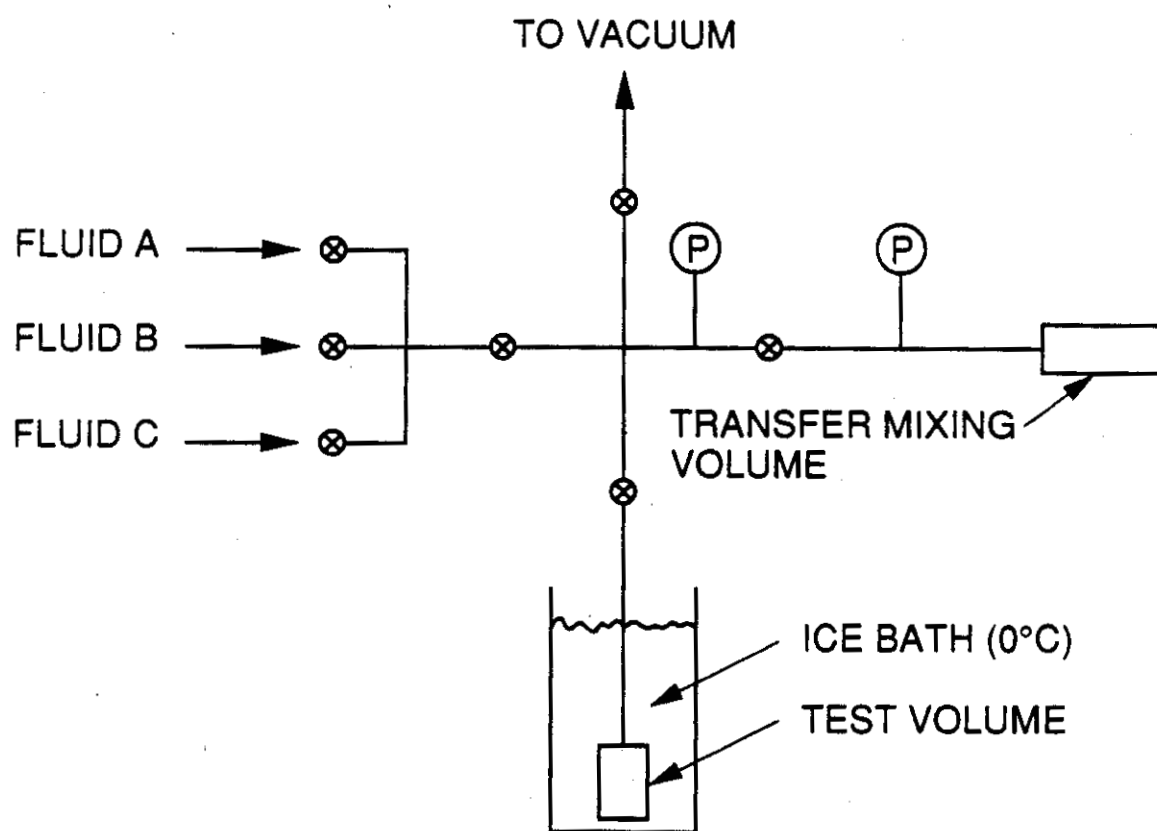 TO VACUUM
FLUID A
P
P
FLUID B
FLUID C
TRANSFER MIXING
VOLUME
ICE BATH (0°C)
TEST VOLUME